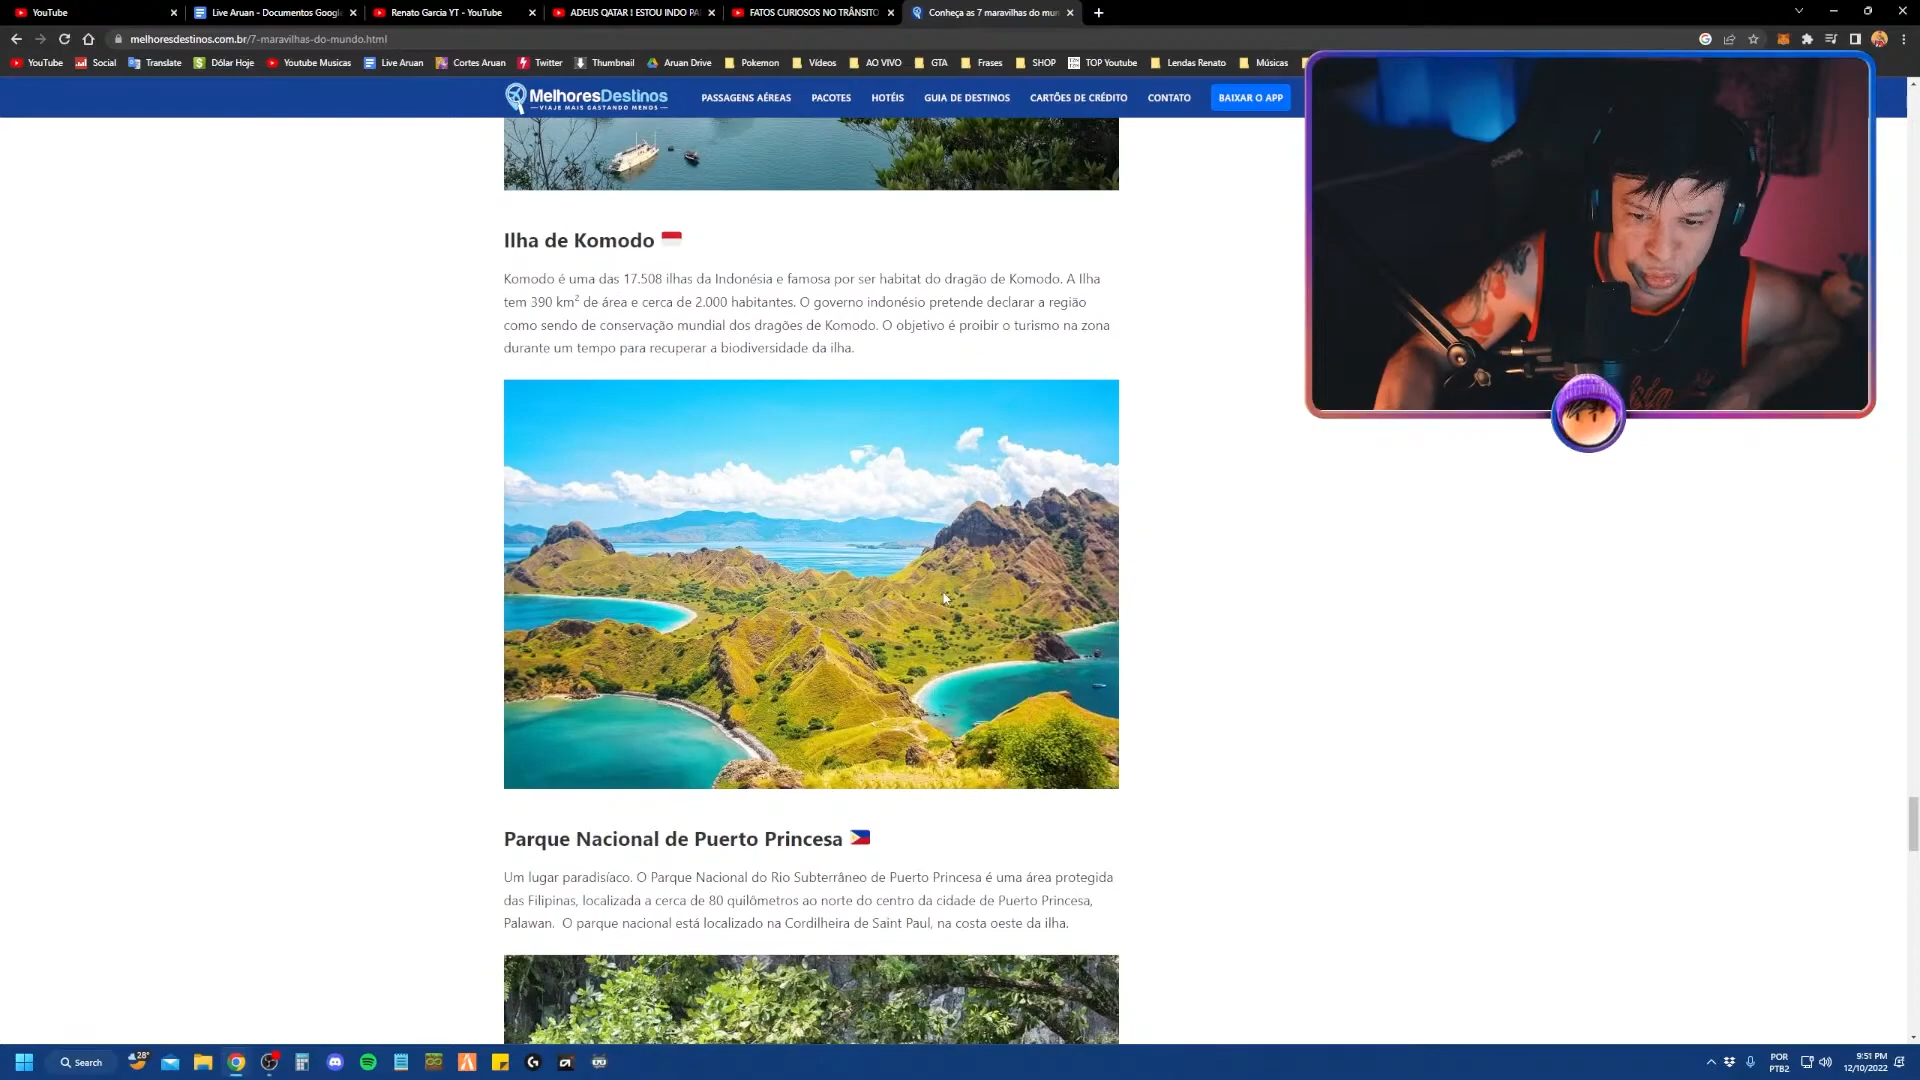 YouTube
Live Aruan - Documentos Google
Renato Garcia YT - YouTube
ADEUS QATAR ! ESTOU INDO PA
FATOS CURIOSOS NO TRÂNSITO
Conheça as 7 maravilhas do mun
melhoresdestinos.com.br/7-maravilhas-do-mundo.html
YouTube
Social
Translate
Dólar Hoje
Youtube Musicas
Live Aruan
Cortes Aruan
Twitter
Thumbnail
Aruan Drive
Pokemon
Vídeos
AO VIVO
GTA
Frases
SHOP
TOP Youtube
Lendas Renato
Músicas
MelhoresDestinos
VIAJE MAIS GASTANDO MENOS
PASSAGENS AÉREAS
PACOTES
HOTÉIS
GUIA DE DESTINOS
CARTÕES DE CRÉDITO
CONTATO
BAIXAR O APP
Ilha de Komodo
Komodo é uma das 17.508 ilhas da Indonésia e famosa por ser habitat do dragão de Komodo. A Ilha
tem 390 km² de área e cerca de 2.000 habitantes. O governo indonésio pretende declarar a região
como sendo de conservação mundial dos dragões de Komodo. O objetivo é proibir o turismo na zona
durante um tempo para recuperar a biodiversidade da ilha.
Parque Nacional de Puerto Princesa
Um lugar paradisíaco. O Parque Nacional do Rio Subterrâneo de Puerto Princesa é uma área protegida
das Filipinas, localizada a cerca de 80 quilômetros ao norte do centro da cidade de Puerto Princesa,
Palawan. O parque nacional está localizado na Cordilheira de Saint Paul, na costa oeste da ilha.
28°
Search
POR
PTB2
9:51 PM
12/10/2022